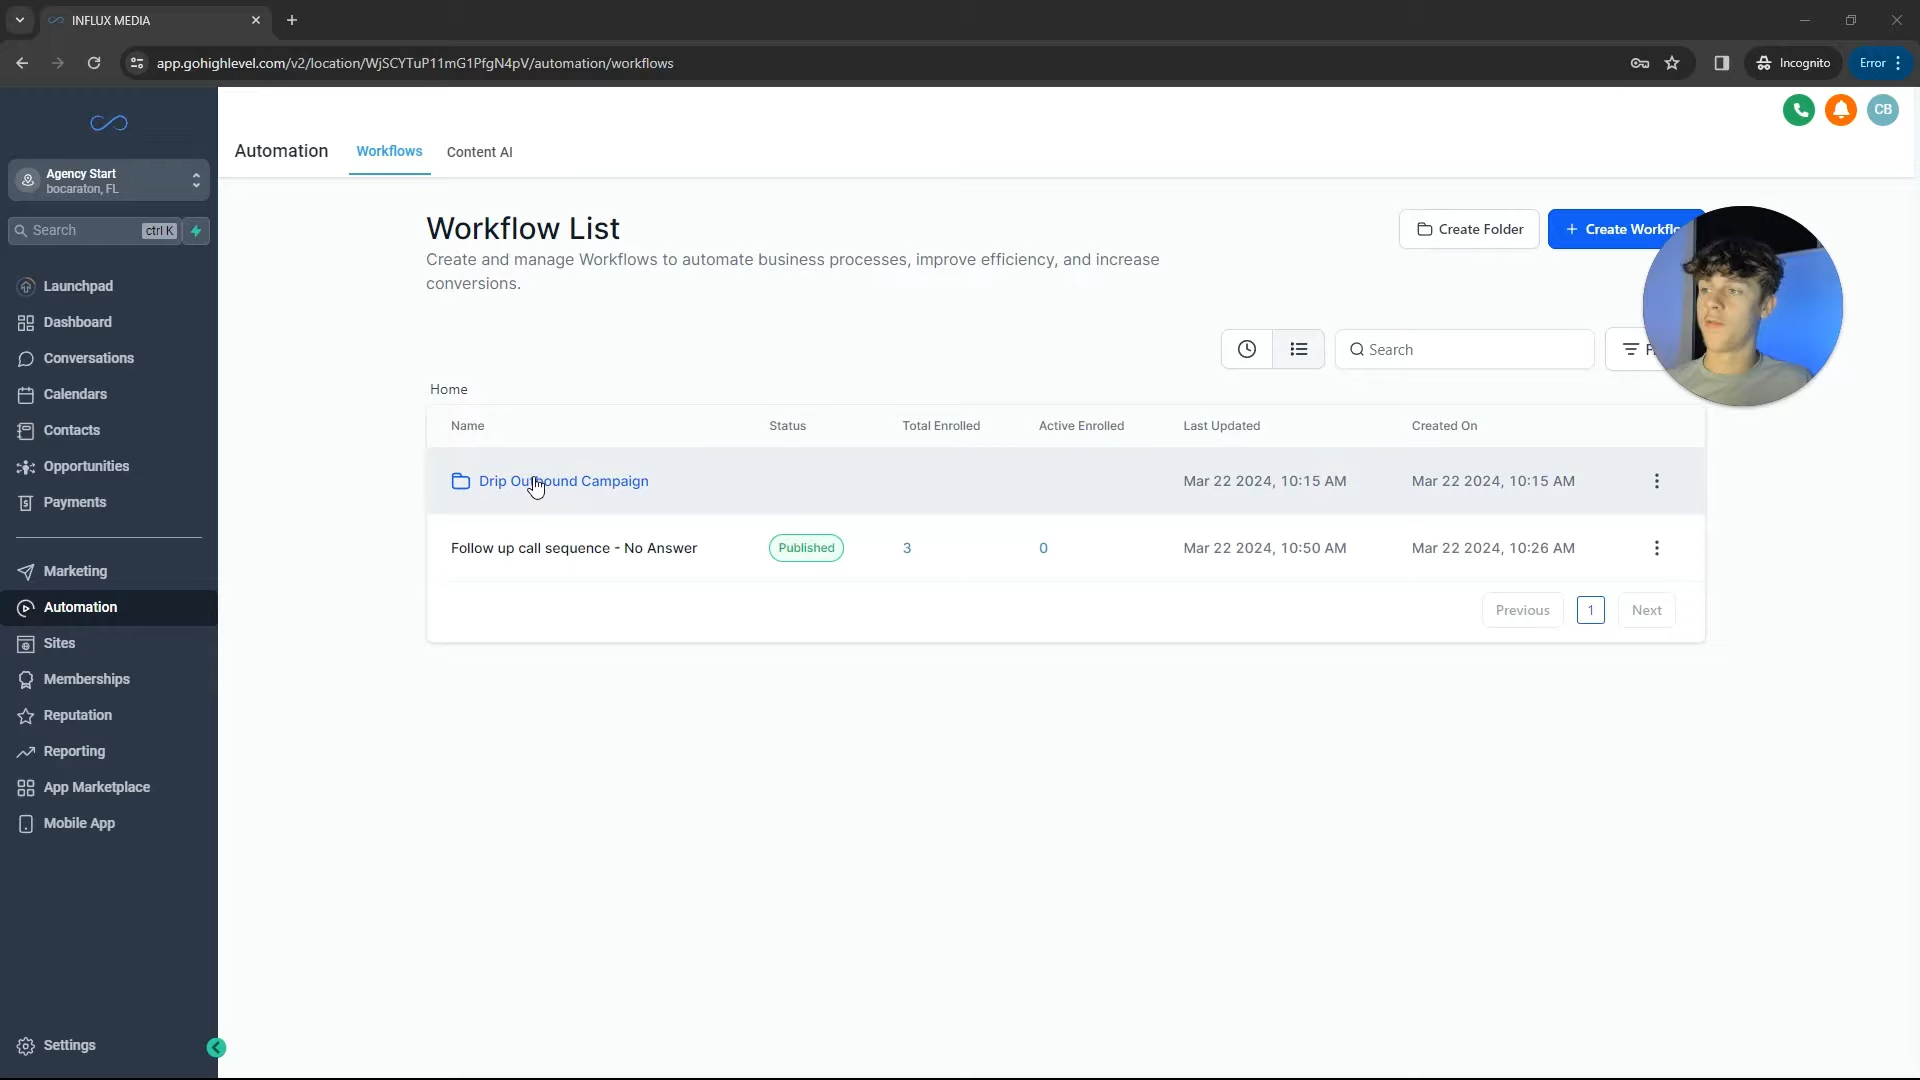 INFLUX MEDIA
app.gohighlevel.com/v2/location/WjSCYTuP11mG1PfgN4pV/automation/workflows
Incognito
Error
CB
Agency Start
bocaraton, FL
Search
ctrl K
Launchpad
Dashboard
Conversations
Calendars
Contacts
Opportunities
Payments
Marketing
Automation
Sites
Memberships
Reputation
Reporting
App Marketplace
Mobile App
Settings
Automation
Workflows
Content AI
Workflow List
Create and manage Workflows to automate business processes, improve efficiency, and increase
conversions.
Create Folder
+ Create Workflo
Search
Home
Name Status Total Enrolled Active Enrolled Last Updated Created On
Drip Outbound Campaign Mar 22 2024, 10:15 AM Mar 22 2024, 10:15 AM
Follow up call sequence - No Answer Published 3 0 Mar 22 2024, 10:50 AM Mar 22 2024, 10:26 AM
Previous 1 Next